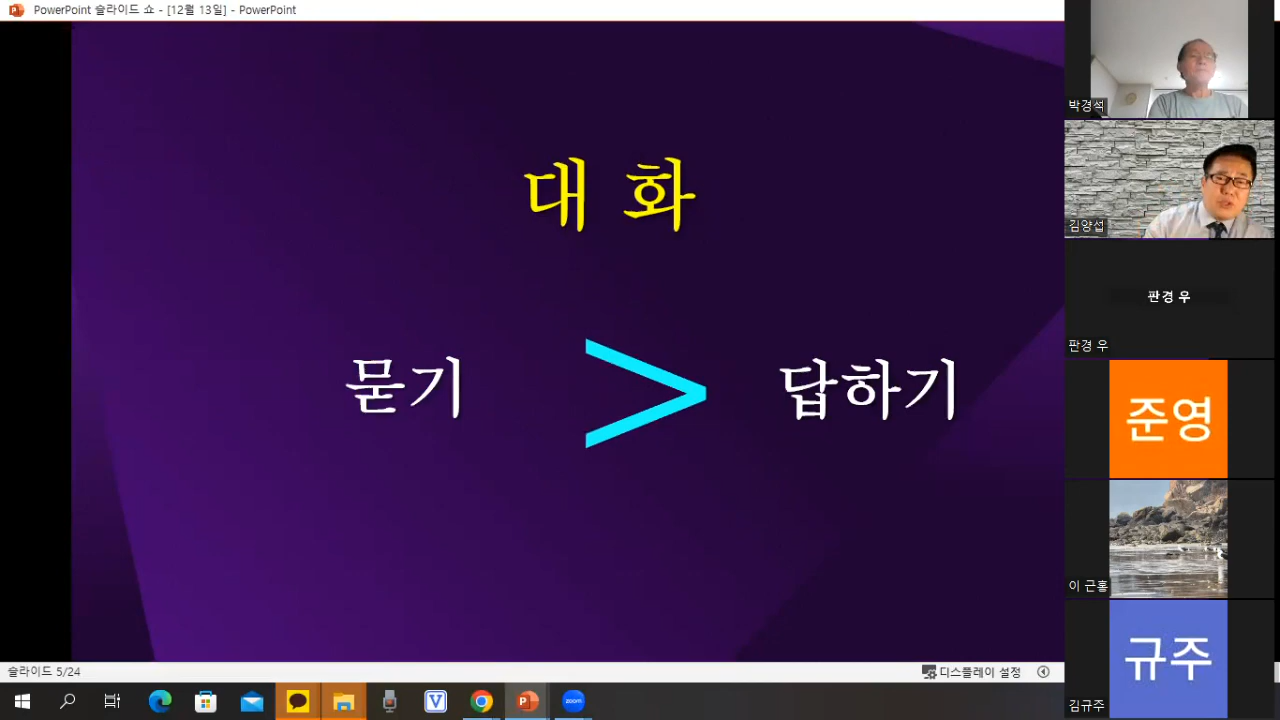 PowerPoint 슬라이드 쇼 - [12월 13일] - PowerPoint
대 화
묻기 > 답하기
슬라이드 5/24
디스플레이 설정
박경석
김양섭
판경 우
판경 우
준영
이 근홍
규주
김규주
V
P
zoom